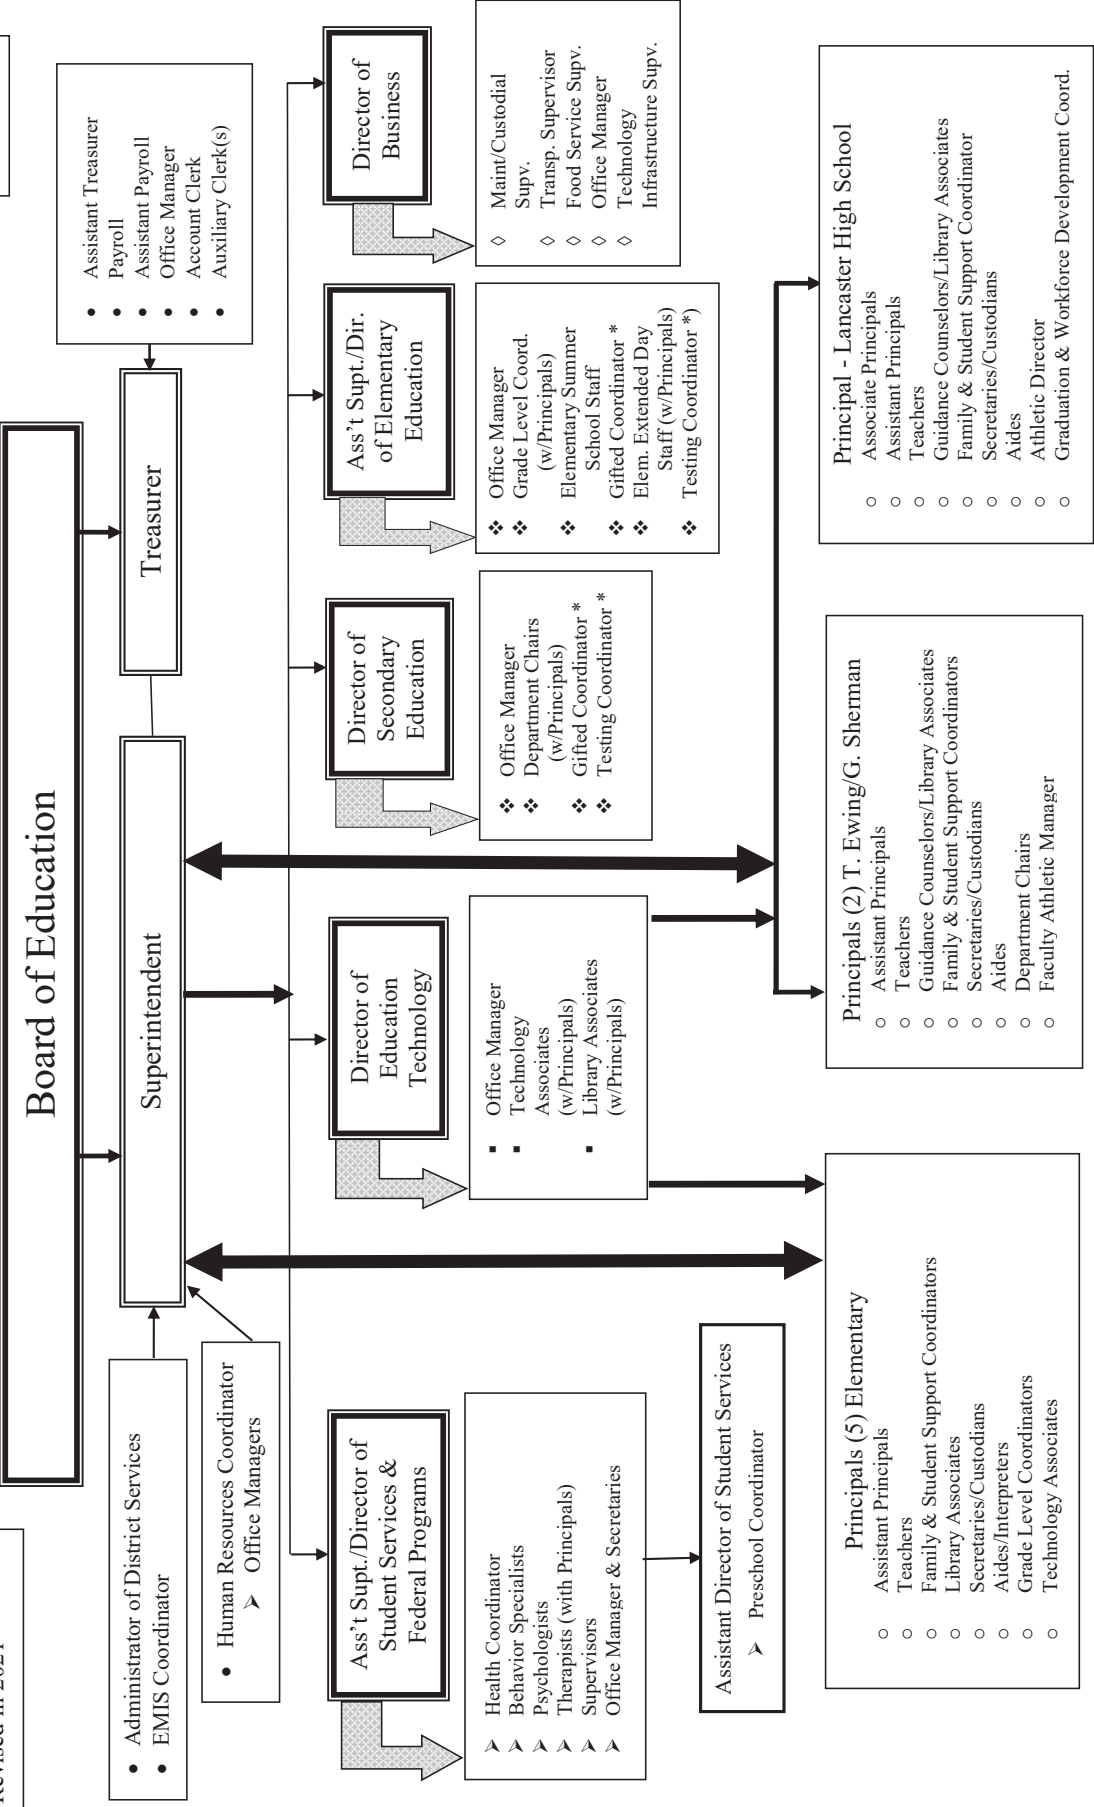 Revised in 2021
Board of Education
Superintendent
Treasurer
• Assistant Treasurer
• Payroll
• Assistant Payroll
• Office Manager
• Account Clerk
• Auxiliary Clerk(s)
• Administrator of District Services
• EMIS Coordinator
• Human Resources Coordinator
➢ Office Managers
Ass't Supt./Director of
Student Services &
Federal Programs
Director of
Education
Technology
Director of
Secondary
Education
Ass't Supt./Dir.
of Elementary
Education
Director of
Business
➢ Health Coordinator
➢ Behavior Specialists
➢ Psychologists
➢ Therapists (with Principals)
➢ Supervisors
➢ Office Manager & Secretaries
▪ Office Manager
▪ Technology
Associates
(w/Principals)
▪ Library Associates
(w/Principals)
❖ Office Manager
❖ Department Chairs
(w/Principals)
❖ Gifted Coordinator *
❖ Testing Coordinator *
❖ Office Manager
❖ Grade Level Coord.
(w/Principals)
❖ Elementary Summer
School Staff
❖ Gifted Coordinator *
❖ Elem. Extended Day
Staff (w/Principals)
❖ Testing Coordinator *)
◊ Maint/Custodial
Supv.
◊ Transp. Supervisor
◊ Food Service Supv.
◊ Office Manager
◊ Technology
Infrastructure Supv.
Assistant Director of Student Services
➢ Preschool Coordinator
Principals (5) Elementary
○ Assistant Principals
○ Teachers
○ Family & Student Support Coordinators
○ Library Associates
○ Secretaries/Custodians
○ Aides/Interpreters
○ Grade Level Coordinators
○ Technology Associates
Principals (2) T. Ewing/G. Sherman
○ Assistant Principals
○ Teachers
○ Guidance Counselors/Library Associates
○ Family & Student Support Coordinators
○ Secretaries/Custodians
○ Aides
○ Department Chairs
○ Faculty Athletic Manager
Principal - Lancaster High School
○ Associate Principals
○ Assistant Principals
○ Teachers
○ Guidance Counselors/Library Associates
○ Family & Student Support Coordinator
○ Secretaries/Custodians
○ Aides
○ Athletic Director
○ Graduation & Workforce Development Coord.